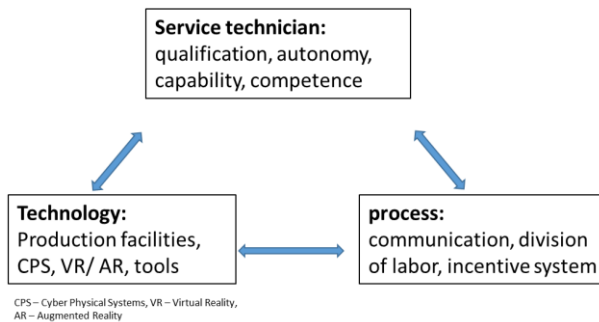 Service technician:
qualification, autonomy,
capability, competence
Technology:
Production facilities,
CPS, VR/ AR, tools
process:
communication, division
of labor, incentive system
CPS – Cyber Physical Systems, VR – Virtual Reality,
AR – Augmented Reality